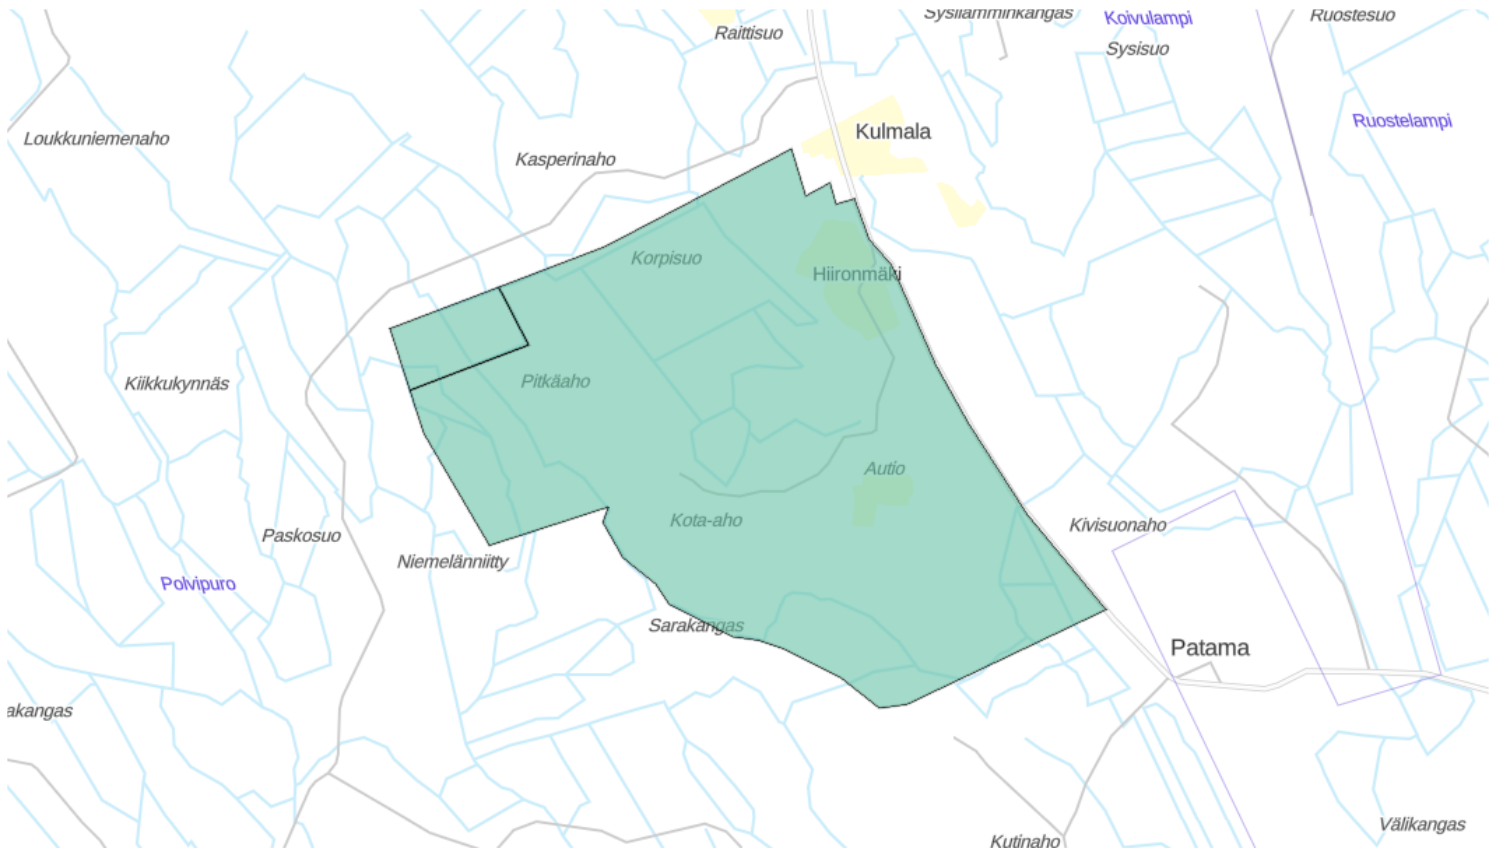 Sysilamminkangas
Koivulampi
Ruostesuo
Raittisuo
Sysisuo
Ruostelampi
Kulmala
Loukkuniemenaho
Kasperinaho
Korpisuo
Hiironmäki
Kiikkukynnäs
Pitkäaho
Autio
Kota-aho
Kivisuonaho
Paskosuo
Niemelänniitty
Polvipuro
Sarakangas
Patama
akangas
Välikangas
Kutinaho